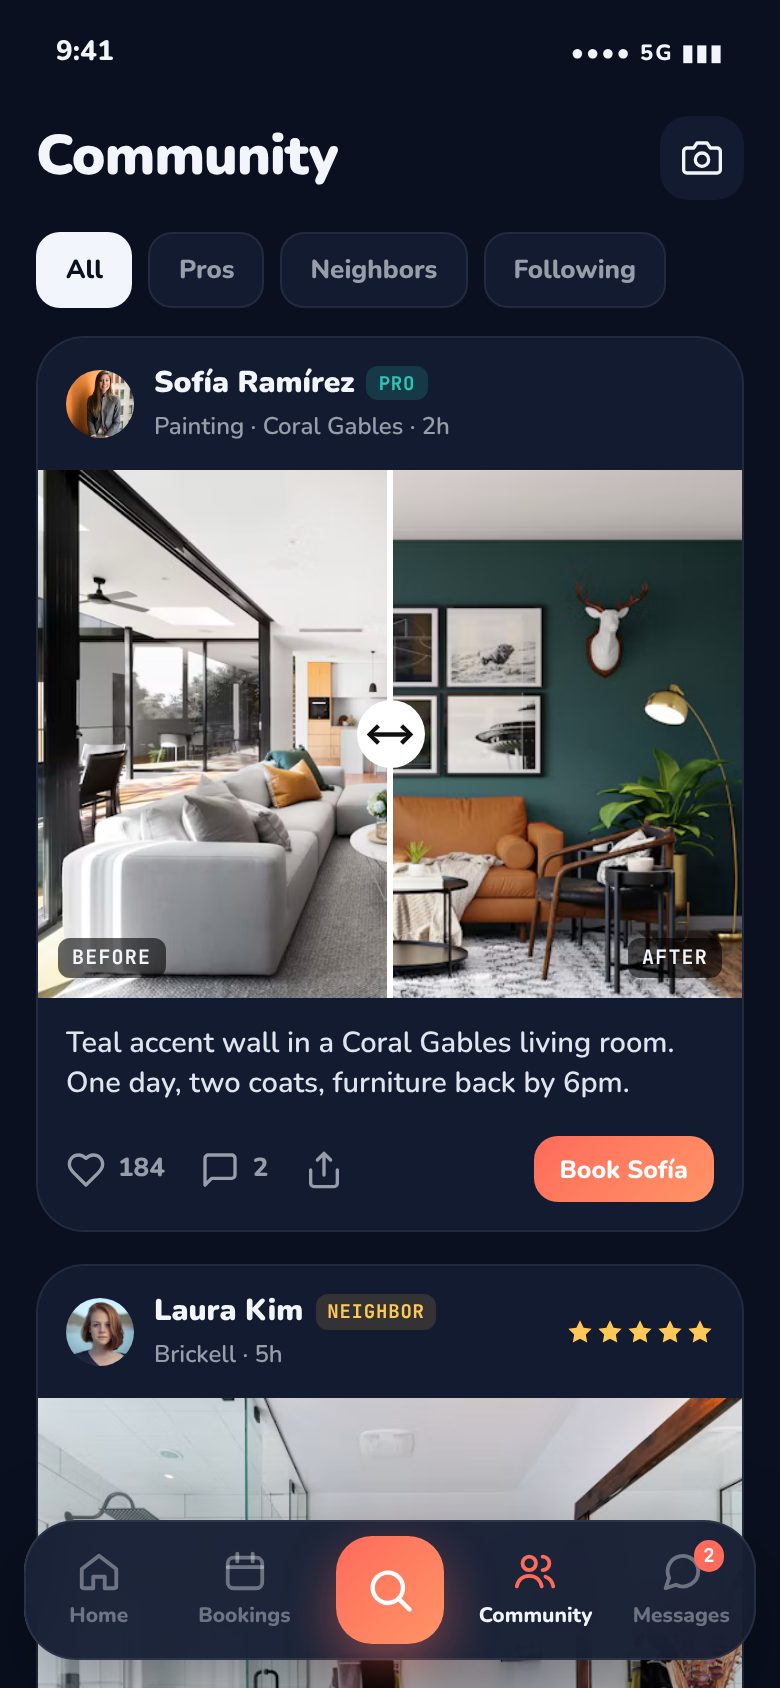 9:41
5G
Community
All
Pros
Neighbors
Following
Sofía Ramírez PRO
Painting · Coral Gables · 2h
BEFORE
AFTER
Teal accent wall in a Coral Gables living room.
One day, two coats, furniture back by 6pm.
184
2
Book Sofía
Laura Kim NEIGHBOR
Brickell · 5h
2
Home
Bookings
Community
Messages